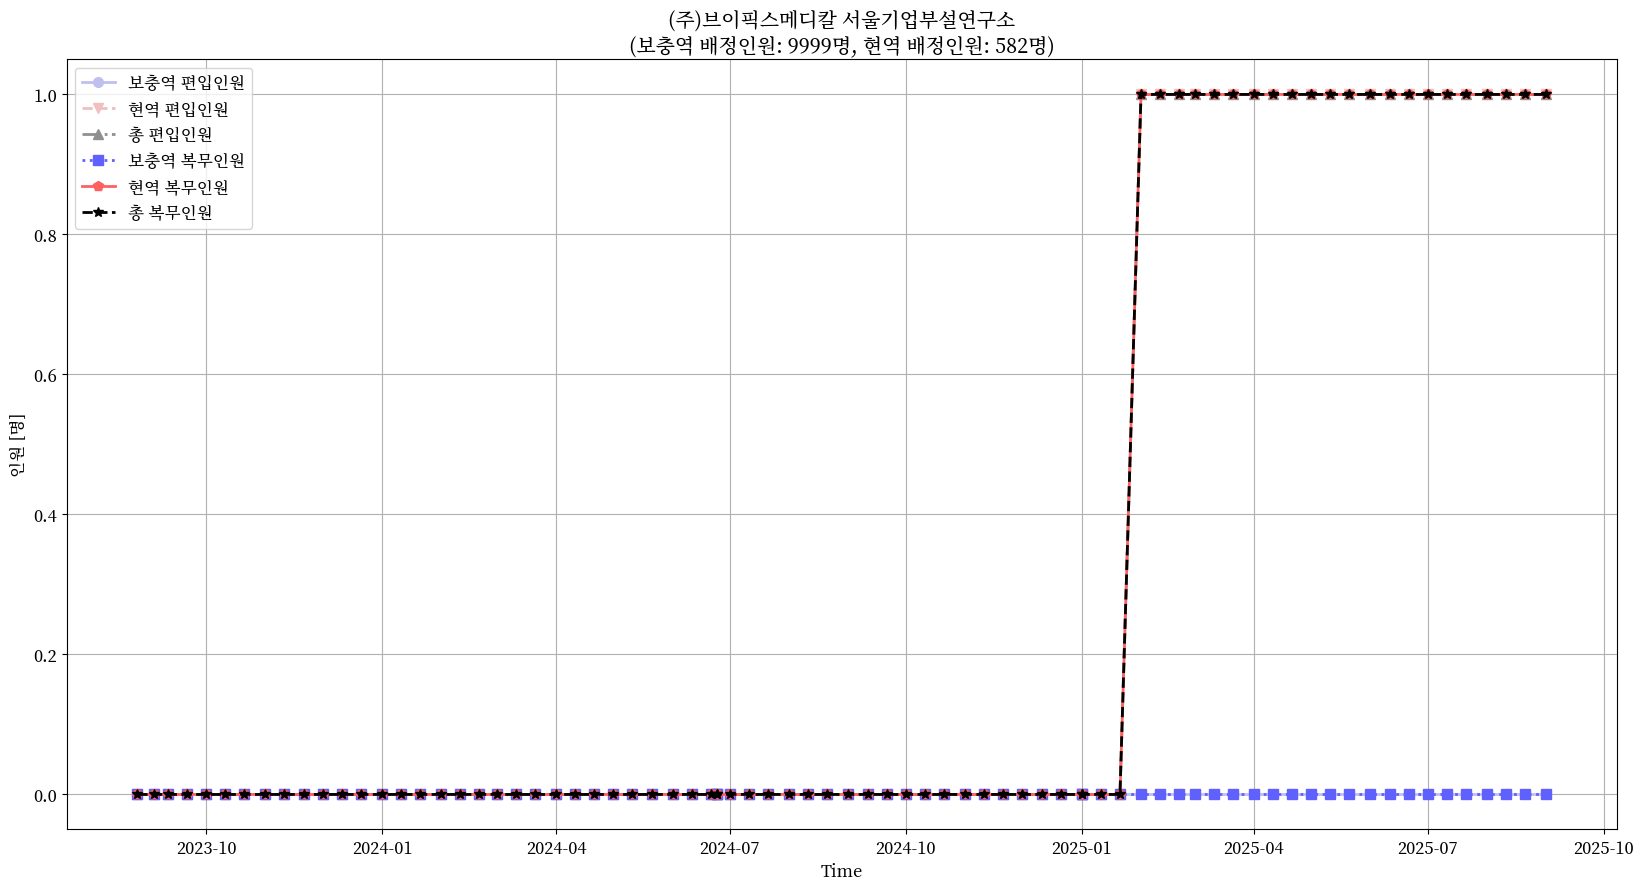 (주)브이픽스메디칼 서울기업부설연구소
(보충역 배정인원: 9999명, 현역 배정인원: 582명)
보충역 편입인원
현역 편입인원
총 편입인원
보충역 복무인원
현역 복무인원
총 복무인원
1.0
0.8
0.6
0.4
0.2
0.0
인원 [명]
2023-10
2024-01
2024-04
2024-07
2024-10
2025-01
2025-04
2025-07
2025-10
Time